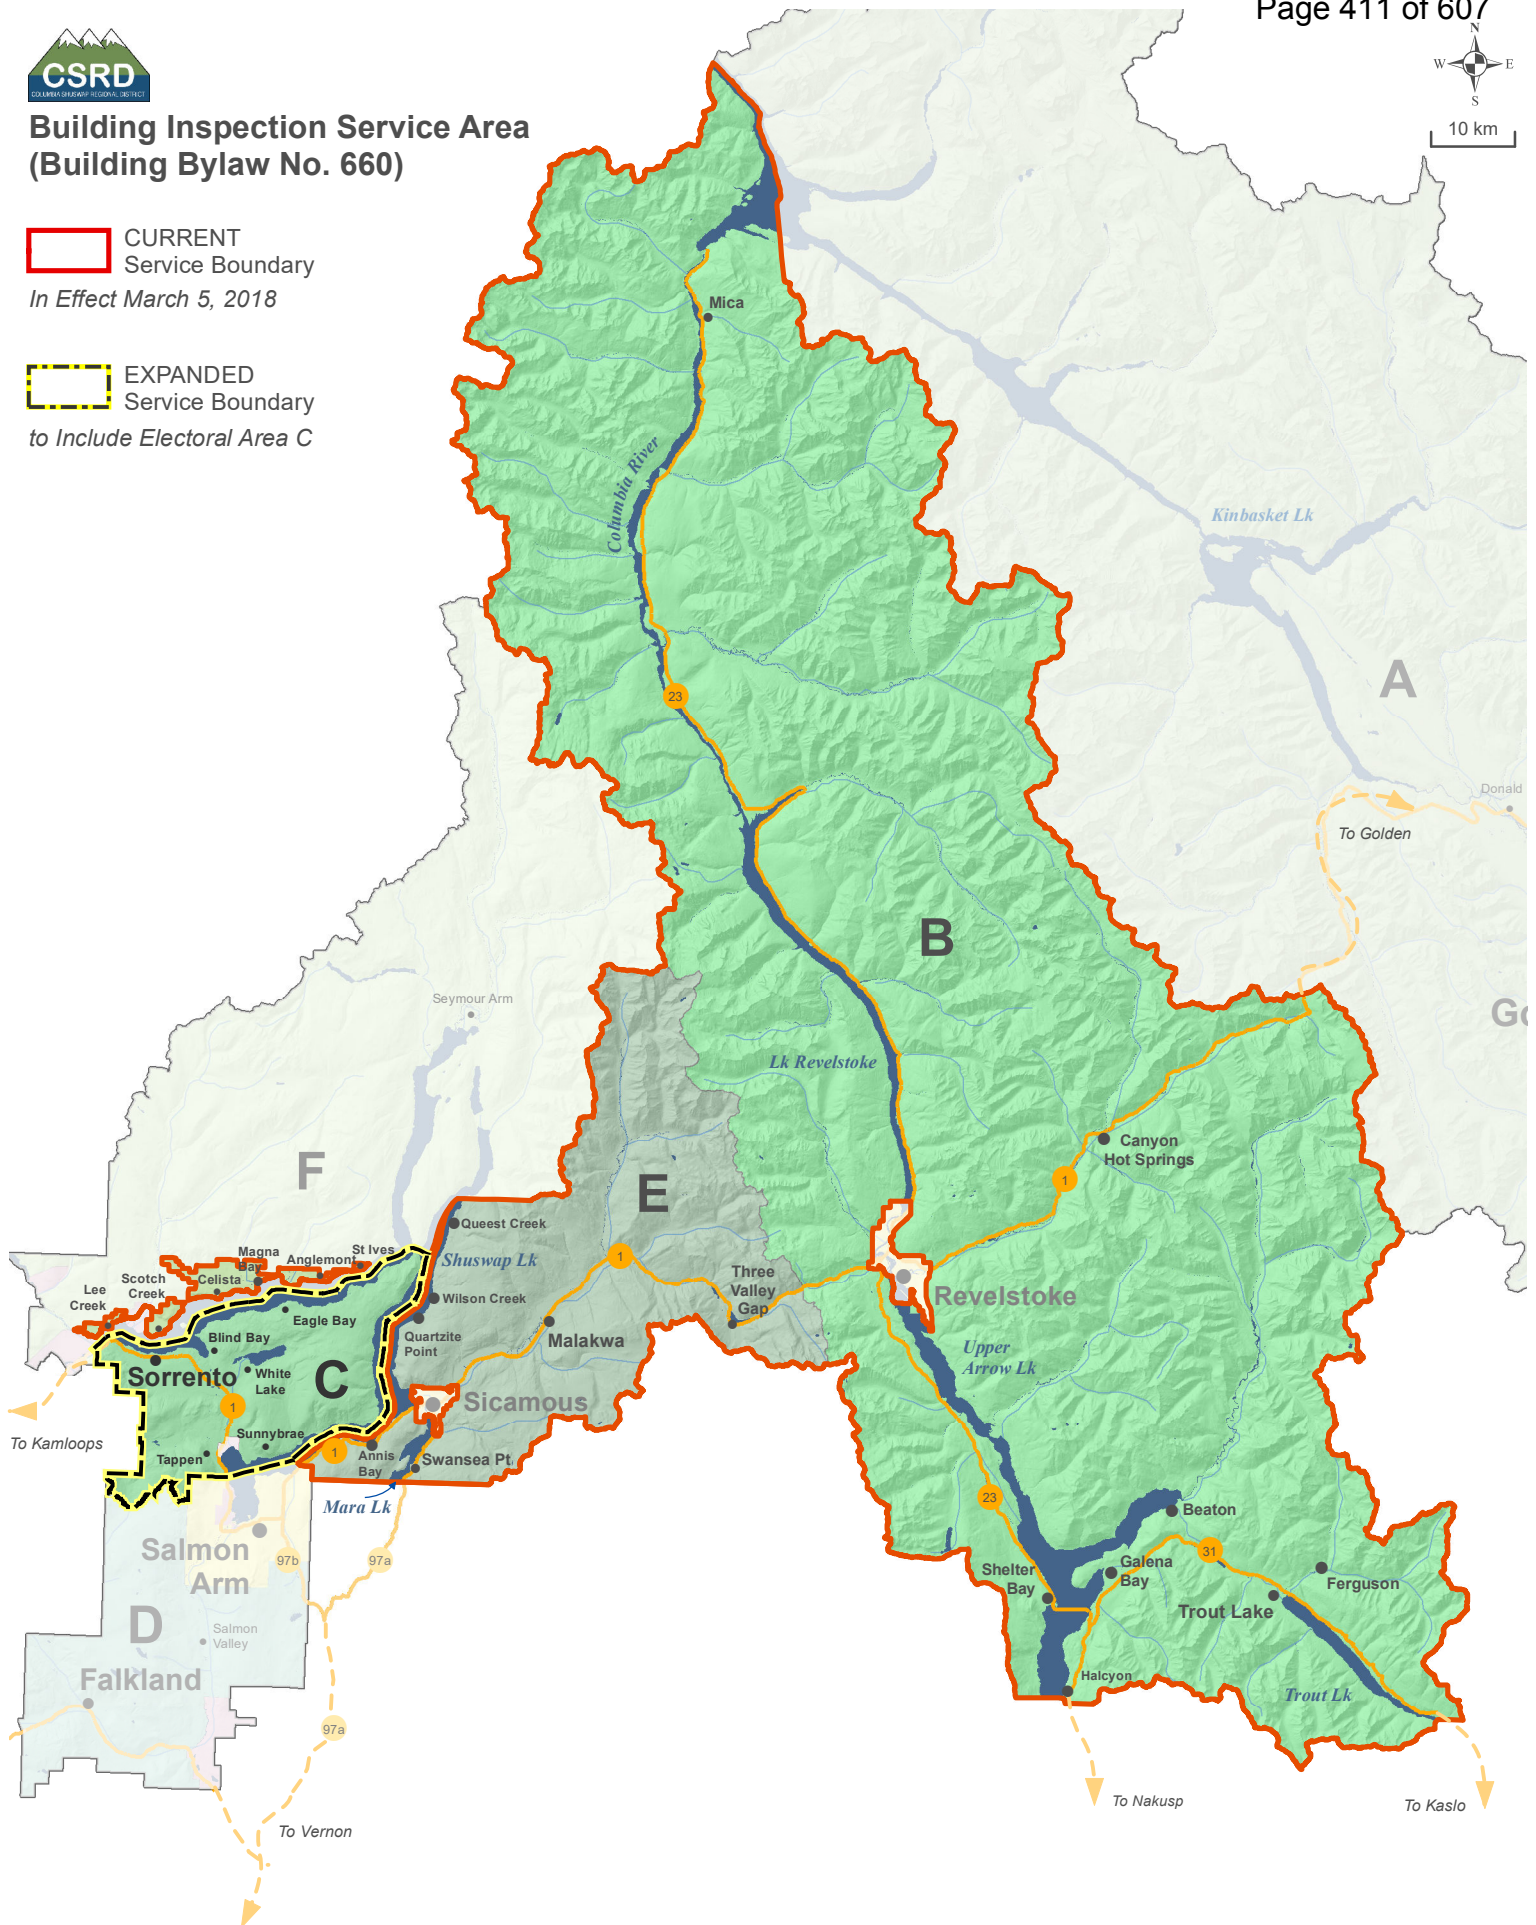 Page 411 of 607
N
W E
S
10 km
CSRD
COLUMBIA SHUSWAP REGIONAL DISTRICT
Building Inspection Service Area
(Building Bylaw No. 660)
CURRENT
Service Boundary
In Effect March 5, 2018
EXPANDED
Service Boundary
to Include Electoral Area C
Mica
Columbia River
Kinbasket Lk
A
23
Donald
To Golden
B
Seymour Arm
Go
Lk Revelstoke
Canyon
Hot Springs
F
E
1
Queest Creek
Shuswap Lk
1
Magna
Bay
Anglemont
St Ives
Scotch
Creek
Celista
Lee
Creek
Three
Valley
Gap
Revelstoke
Wilson Creek
Eagle Bay
Quartzite
Point
Malakwa
Blind Bay
Upper
Arrow Lk
Sorrento
White
Lake
C
Sicamous
1
To Kamloops
Sunnybrae
Tappen
1
Annis
Bay
Swansea Pt.
Mara Lk
23
Beaton
Salmon
Arm
97b
97a
31
Galena
Bay
Shelter
Bay
Ferguson
Trout Lake
D
Salmon
Valley
Falkland
Halcyon
Trout Lk
97a
To Nakusp
To Kaslo
To Vernon